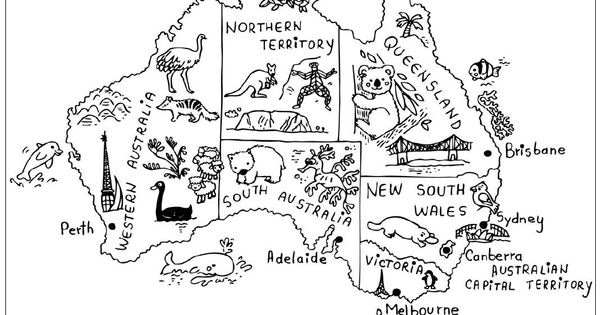 NORTHERN
TERRITORY
QUEENSLAND
WESTERN AUSTRALIA
Brisbane
SOUTH AUSTRALIA
NEW SOUTH
WALES
Perth
Sydney
Adelaide
VICTORIA
Canberra
AUSTRALIAN
CAPITAL TERRITORY
Melbourne